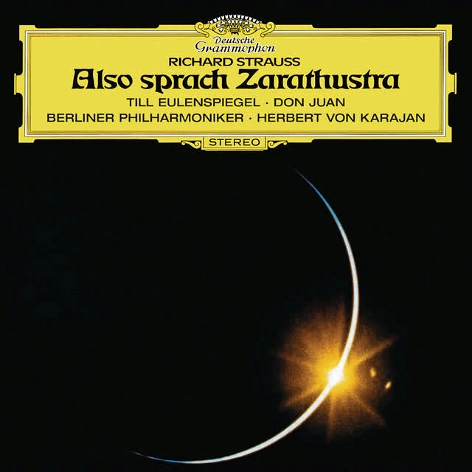 Deutsche
Grammophon
RICHARD STRAUSS
Also sprach Zarathustra
TILL EULENSPIEGEL · DON JUAN
BERLINER PHILHARMONIKER · HERBERT VON KARAJAN
STEREO